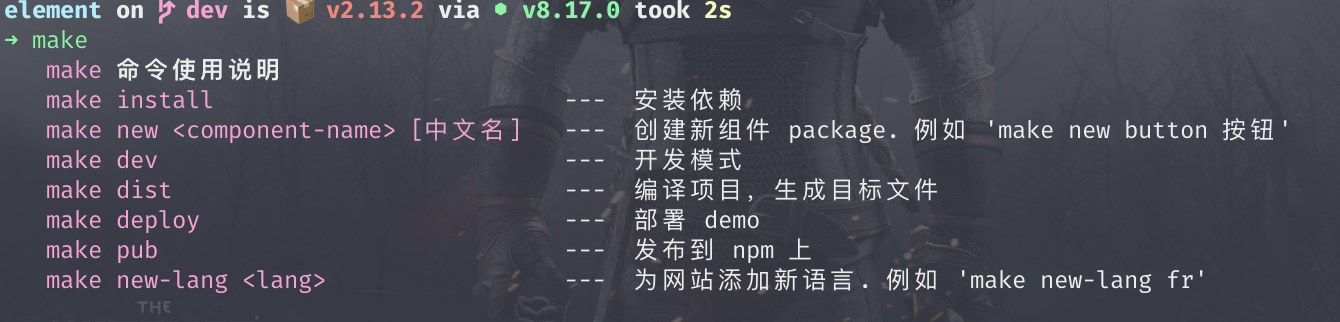 element on dev is 📦 v2.13.2 via ⬢ v8.17.0 took 2s
→ make
make 命令使用说明
make install --- 安装依赖
make new <component-name> [中文名] --- 创建新组件 package. 例如 'make new button 按钮'
make dev --- 开发模式
make dist --- 编译项目, 生成目标文件
make deploy --- 部署 demo
make pub --- 发布到 npm 上
make new-lang <lang> --- 为网站添加新语言. 例如 'make new-lang fr'
THE